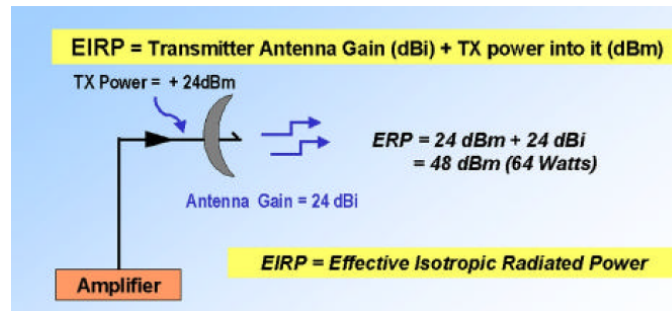 EIRP = Transmitter Antenna Gain (dBi) + TX power into it (dBm)
TX Power = + 24dBm
ERP = 24 dBm + 24 dBi
= 48 dBm (64 Watts)
Antenna Gain = 24 dBi
EIRP = Effective Isotropic Radiated Power
Amplifier